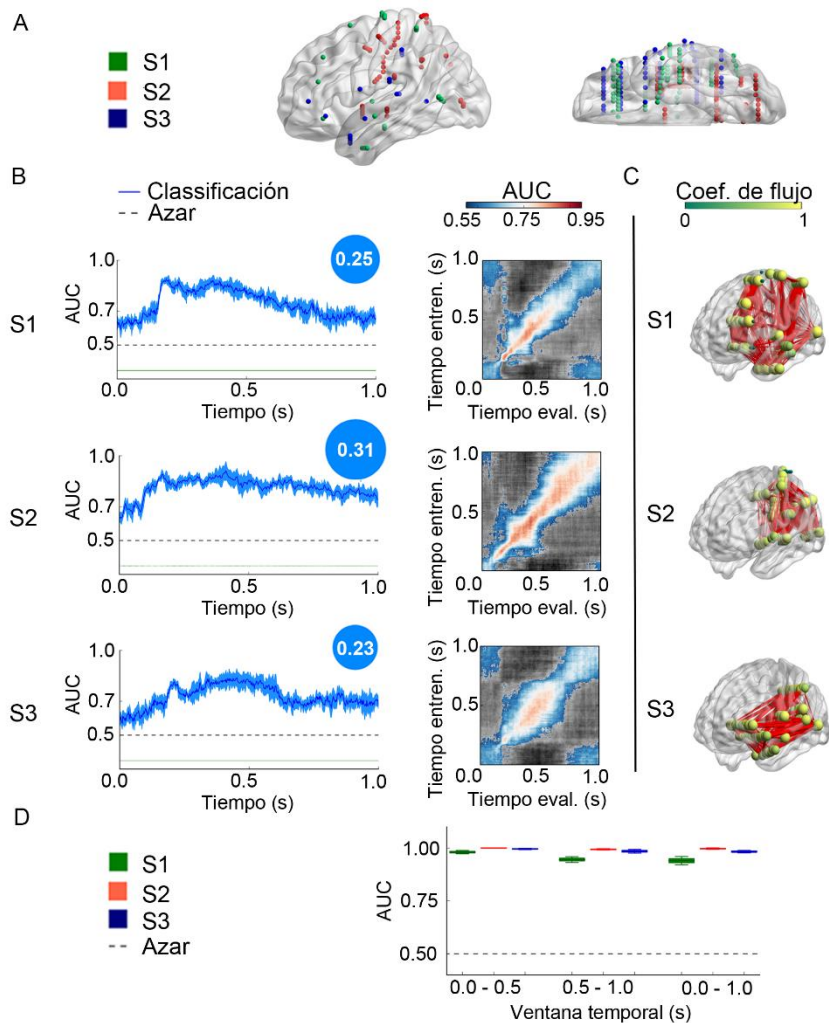 A
S1
S2
S3
B
Clasificación
Azar
AUC
0.55 0.75 0.95
C
Coef. de flujo
0 1
S1
AUC
1.0
0.7
0.5
0.25
0.0 0.5 1.0
Tiempo (s)
Tiempo entren. (s)
1.0
0.5
0.0
0.5 1.0
Tiempo eval. (s)
S1
S2
AUC
1.0
0.7
0.5
0.31
0.0 0.5 1.0
Tiempo (s)
Tiempo entren. (s)
1.0
0.5
0.0
0.5 1.0
Tiempo eval. (s)
S2
S3
AUC
1.0
0.7
0.5
0.23
0.0 0.5 1.0
Tiempo (s)
Tiempo entren. (s)
1.0
0.5
0.0
0.5 1.0
Tiempo eval. (s)
S3
D
S1
S2
S3
Azar
AUC
1.00
0.75
0.50
0.0 - 0.5 0.5 - 1.0 0.0 - 1.0
Ventana temporal (s)